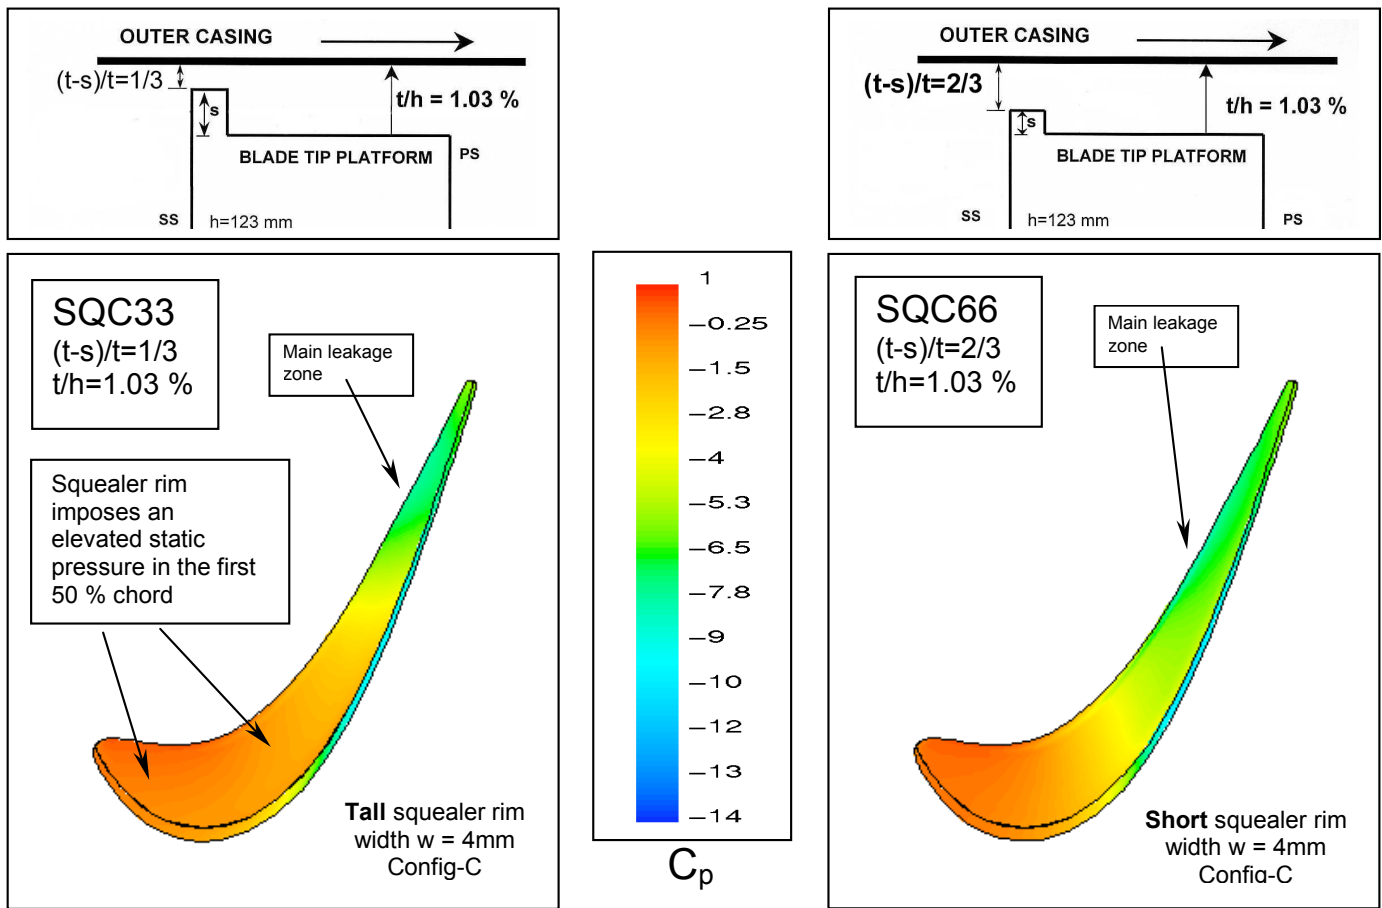 OUTER CASING
(t-s)/t=1/3
t/h = 1.03 %
s
BLADE TIP PLATFORM
PS
SS
h=123 mm
OUTER CASING
(t-s)/t=2/3
t/h = 1.03 %
s
BLADE TIP PLATFORM
SS
h=123 mm
PS
SQC33
(t-s)/t=1/3
t/h=1.03 %
Main leakage
zone
Squealer rim
imposes an
elevated static
pressure in the first
50 % chord
Tall squealer rim
width w = 4mm
Config-C
1
−0.25
−1.5
−2.8
−4
−5.3
−6.5
−7.8
−9
−10
−12
−13
−14
Cp
SQC66
(t-s)/t=2/3
t/h=1.03 %
Main leakage
zone
Short squealer rim
width w = 4mm
Config-C